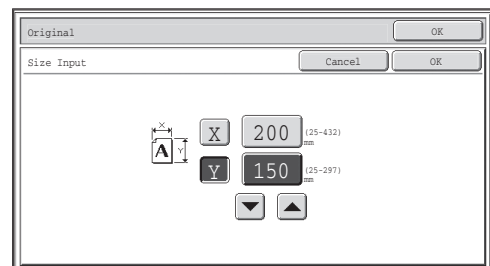 Original OK
Size Input Cancel OK
X
A Y X 200 (25-432)
mm
Y 150 (25-297)
mm